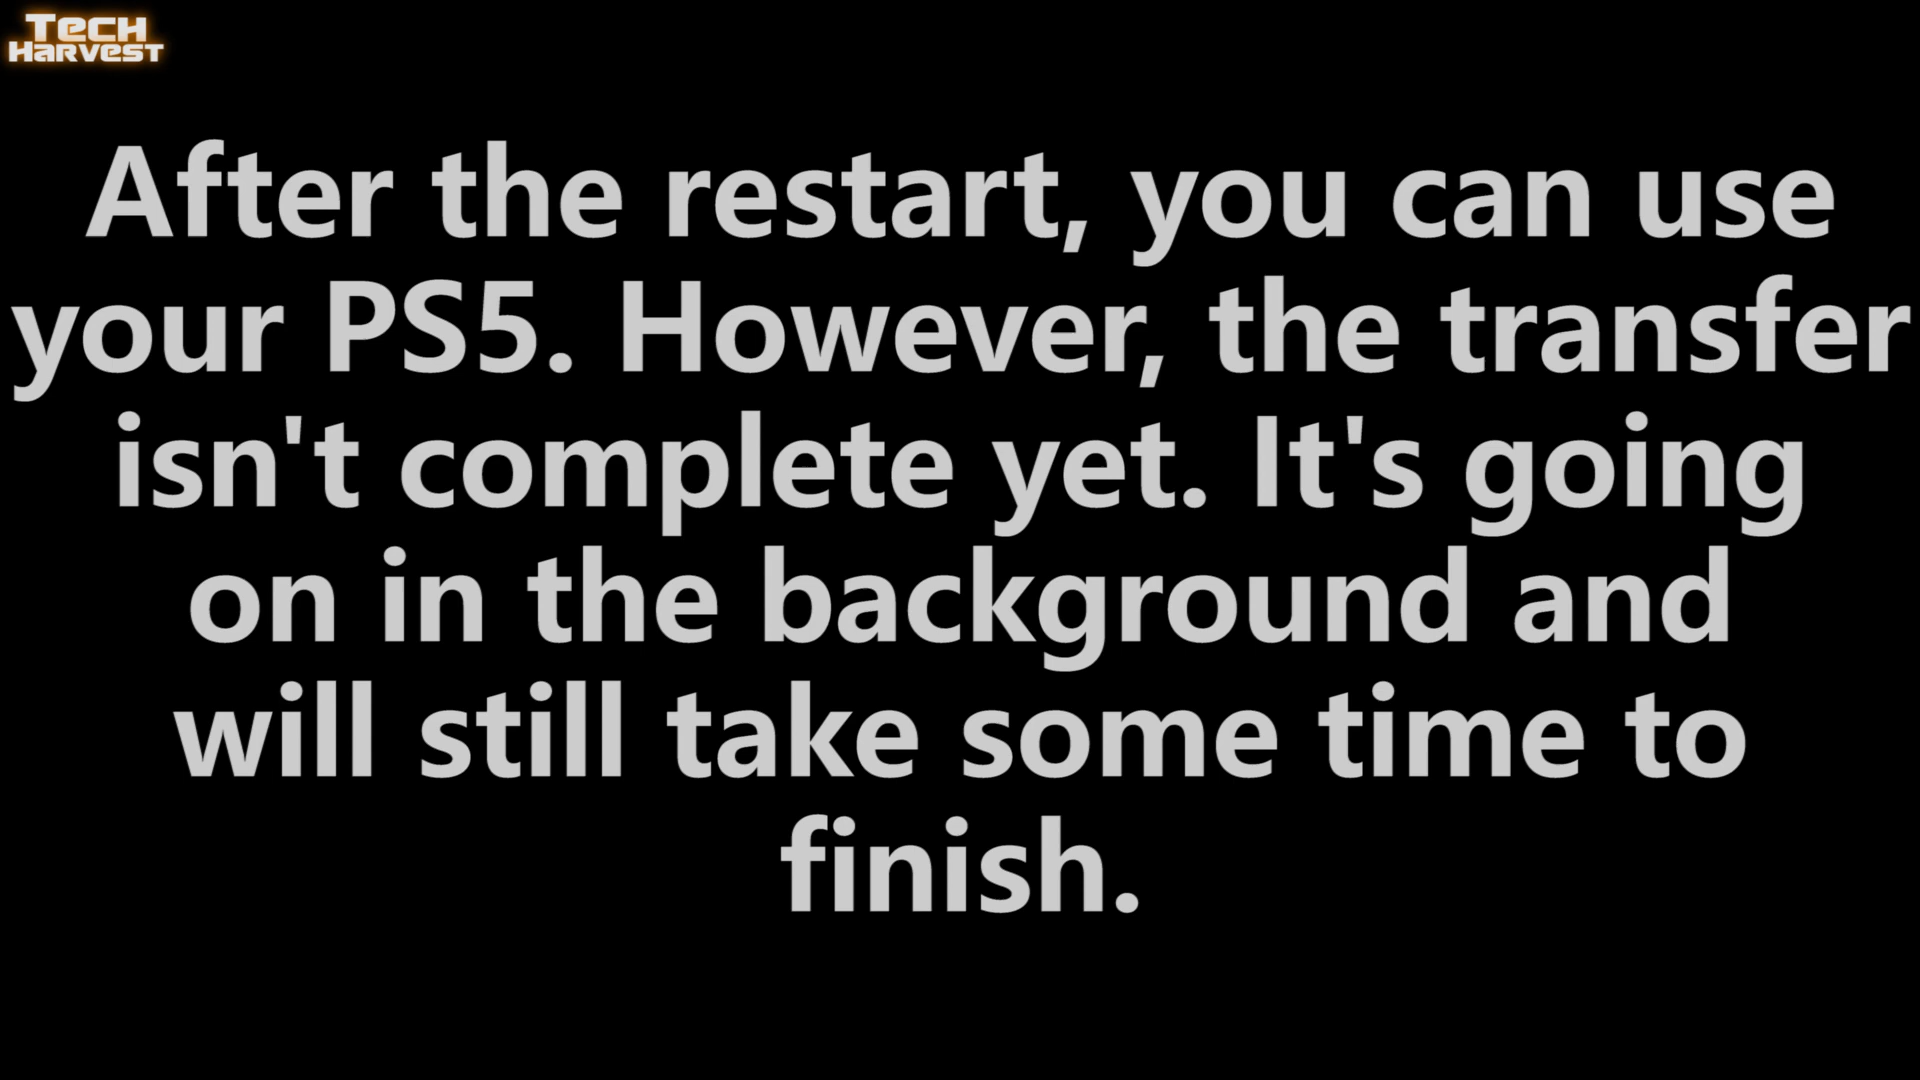 Tech
Harvest
After the restart, you can use
your PS5. However, the transfer
isn't complete yet. It's going
on in the background and
will still take some time to
finish.